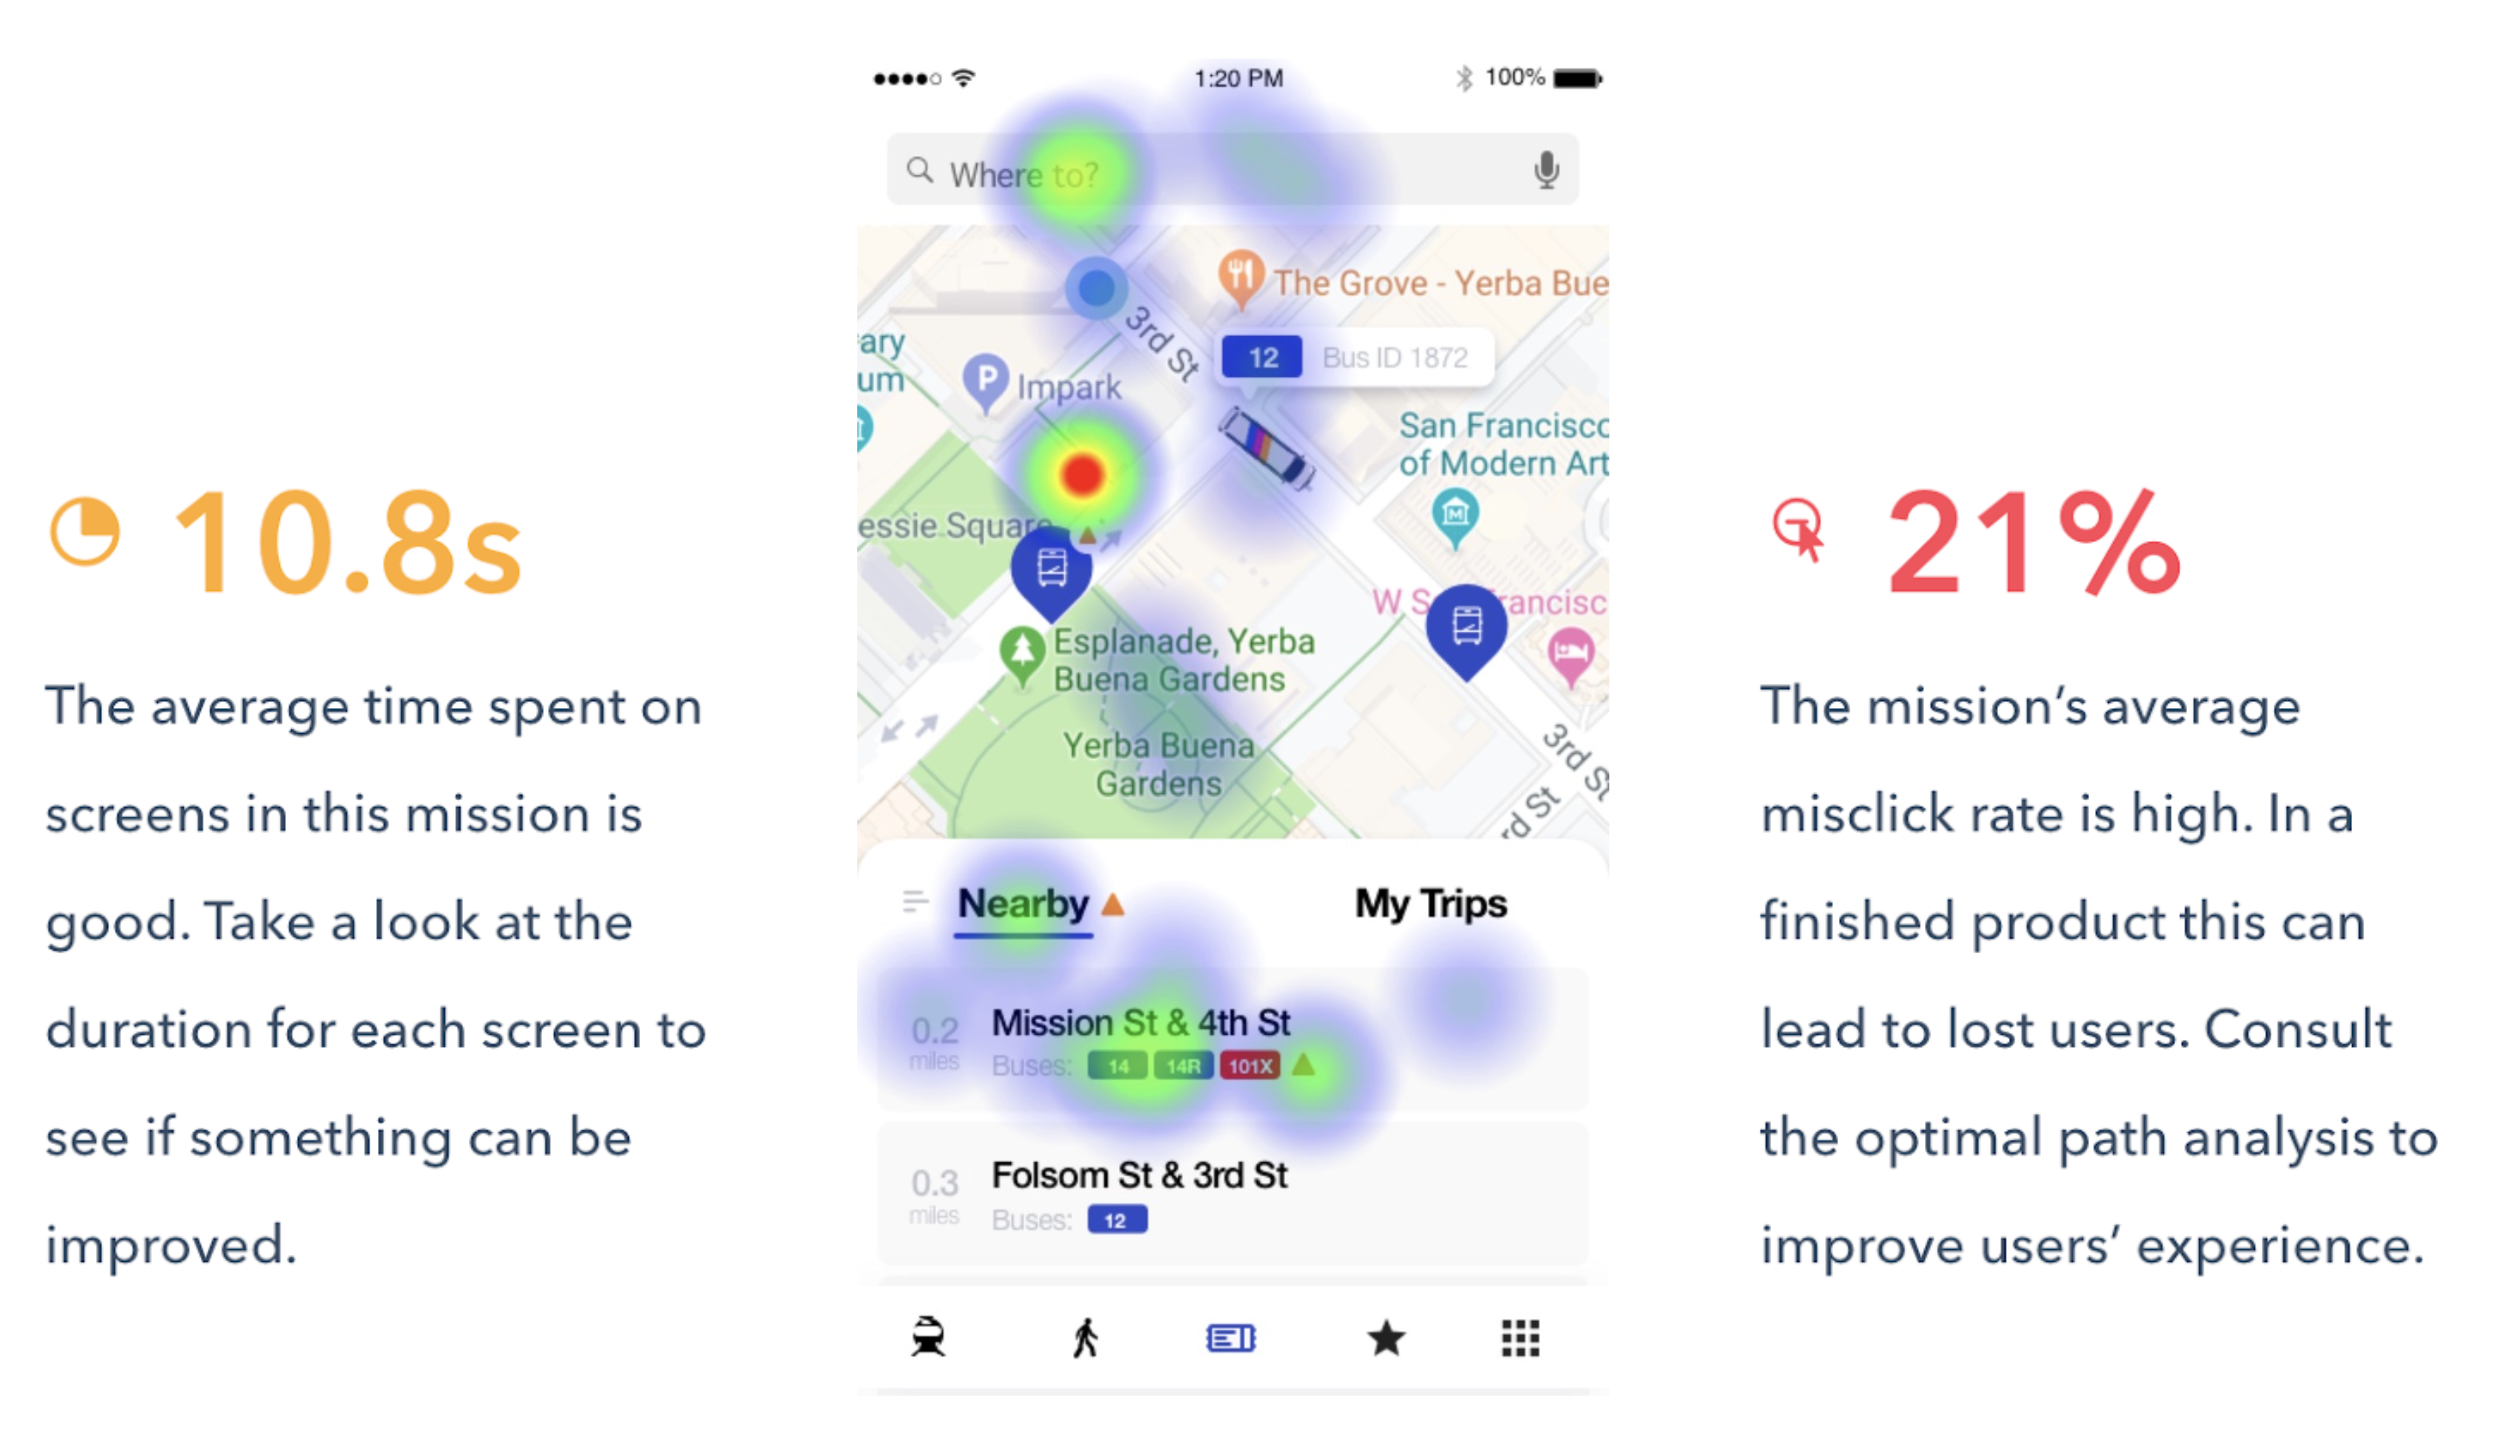 10.8s
The average time spent on
screens in this mission is
good. Take a look at the
duration for each screen to
see if something can be
improved.
1:20 PM
100%
Where to?
The Grove - Yerba Bue
3rd St
12 Bus ID 1872
ary
um
P Impark
San Francisco
of Modern Art
M
essie Square
W S rancisc
Esplanade, Yerba
Buena Gardens
Yerba Buena
Gardens
3rd St
rd St
Nearby My Trips
0.2 miles
Mission St & 4th St
Buses: 14 14R 101X
0.3 miles
Folsom St & 3rd St
Buses: 12
21%
The mission’s average
misclick rate is high. In a
finished product this can
lead to lost users. Consult
the optimal path analysis to
improve users’ experience.